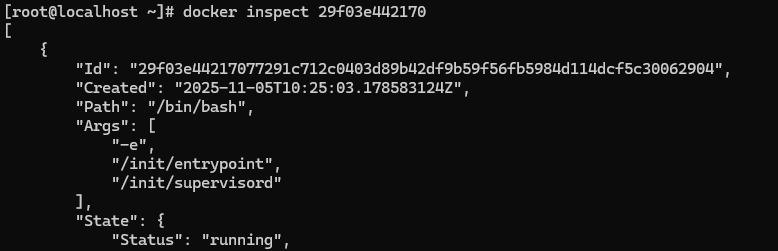 [root@localhost ~]# docker inspect 29f03e442170
[
    {
        "Id": "29f03e44217077291c712c0403d89b42df9b59f56fb5984d114dcf5c30062904",
        "Created": "2025-11-05T10:25:03.178583124Z",
        "Path": "/bin/bash",
        "Args": [
            "-e",
            "/init/entrypoint",
            "/init/supervisord"
        ],
        "State": {
            "Status": "running",